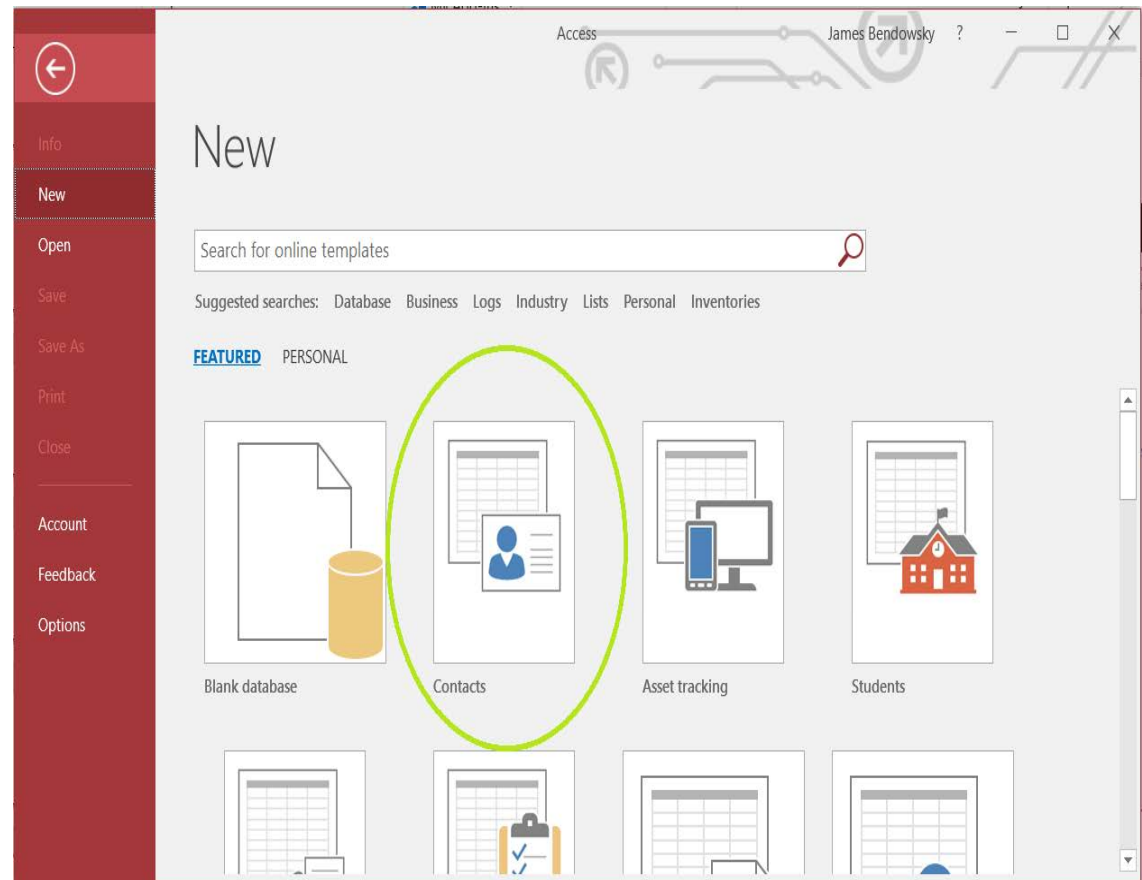 Access
James Bendowsky ?
Info
New
Open
Save
Save As
Print
Close
Account
Feedback
Options
New
Search for online templates
Suggested searches: Database Business Logs Industry Lists Personal Inventories
FEATURED PERSONAL
Blank database Contacts Asset tracking Students